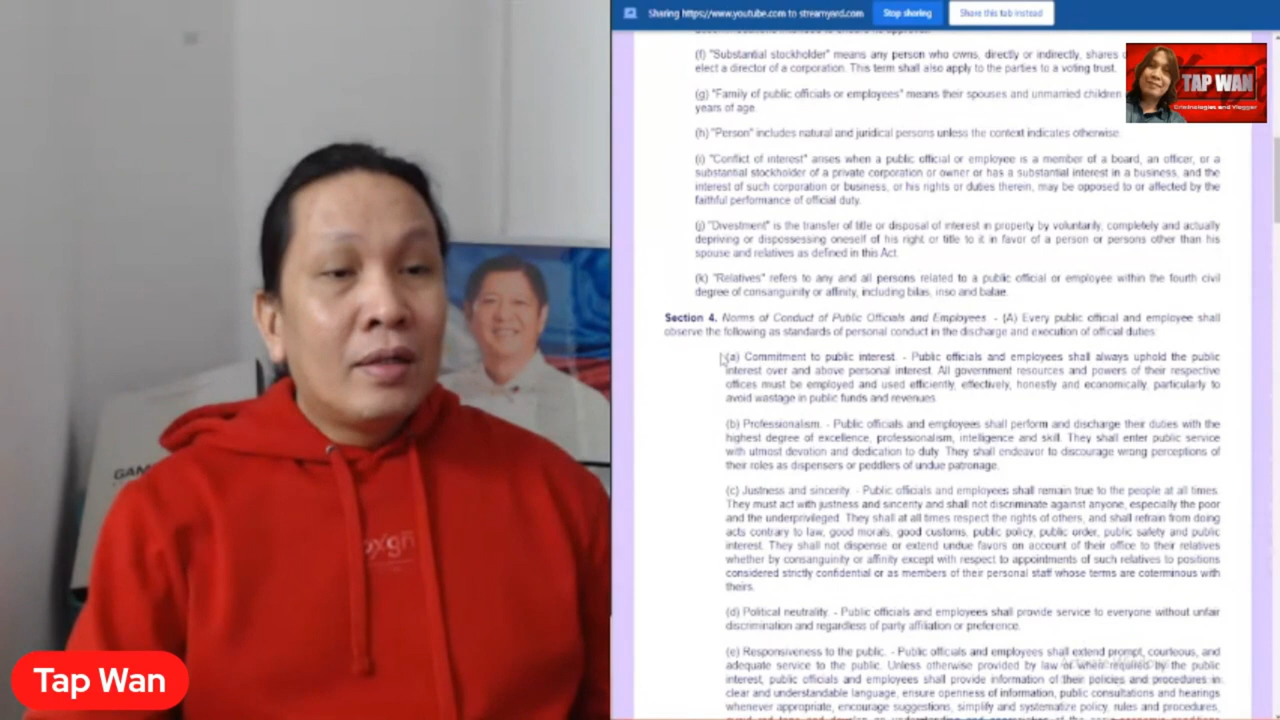 Sharing https://www.youtube.com to streamyard.com
Stop sharing
Share this tab instead
(f) "Substantial stockholder" means any person who owns, directly or indirectly, shares
elect a director of a corporation. This term shall also apply to the parties to a voting trust.
TAP WAN
Criminologist and Vlogger
(g) "Family of public officials or employees" means their spouses and unmarried children
years of age.
(h) "Person" includes natural and juridical persons unless the context indicates otherwise.
(i) "Conflict of interest" arises when a public official or employee is a member of a board, an officer, or a
substantial stockholder of a private corporation or owner or has a substantial interest in a business, and the
interest of such corporation or business, or his rights or duties therein, may be opposed to or affected by the
faithful performance of official duty.
(j) "Divestment" is the transfer of title or disposal of interest in property by voluntarily, completely and actually
depriving or dispossessing oneself of his right or title to it in favor of a person or persons other than his
spouse and relatives as defined in this Act.
(k) "Relatives" refers to any and all persons related to a public official or employee within the fourth civil
degree of consanguinity or affinity, including bilas, inso and balae.
Section 4. Norms of Conduct of Public Officials and Employees. - (A) Every public official and employee shall
observe the following as standards of personal conduct in the discharge and execution of official duties:
(a) Commitment to public interest. - Public officials and employees shall always uphold the public
interest over and above personal interest. All government resources and powers of their respective
offices must be employed and used efficiently, effectively, honestly and economically, particularly to
avoid wastage in public funds and revenues.
(b) Professionalism. - Public officials and employees shall perform and discharge their duties with the
highest degree of excellence, professionalism, intelligence and skill. They shall enter public service
with utmost devotion and dedication to duty. They shall endeavor to discourage wrong perceptions of
their roles as dispensers or peddlers of undue patronage.
(c) Justness and sincerity. - Public officials and employees shall remain true to the people at all times.
They must act with justness and sincerity and shall not discriminate against anyone, especially the poor
and the underprivileged. They shall at all times respect the rights of others, and shall refrain from doing
acts contrary to law, good morals, good customs, public policy, public order, public safety and public
interest. They shall not dispense or extend undue favors on account of their office to their relatives
whether by consanguinity or affinity except with respect to appointments of such relatives to positions
considered strictly confidential or as members of their personal staff whose terms are coterminous with
theirs.
(d) Political neutrality. - Public officials and employees shall provide service to everyone without unfair
discrimination and regardless of party affiliation or preference.
(e) Responsiveness to the public. - Public officials and employees shall extend prompt, courteous, and
adequate service to the public. Unless otherwise provided by law or when required by the public
interest, public officials and employees shall provide information of their policies and procedures in
clear and understandable language, ensure openness of information, public consultations and hearings
whenever appropriate, encourage suggestions, simplify and systematize policy, rules and procedures,
Tap Wan